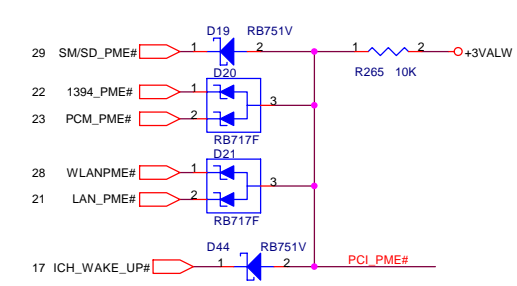 D19 RB751V
29 SM/SD_PME# 1 2 1 2 +3VALW
D20 R265 10K
22 1394_PME# 1
3
23 PCM_PME# 2
RB717F
D21
28 WLANPME# 1
3
21 LAN_PME# 2
RB717F
D44 RB751V
17 ICH_WAKE_UP# 1 2 PCI_PME#